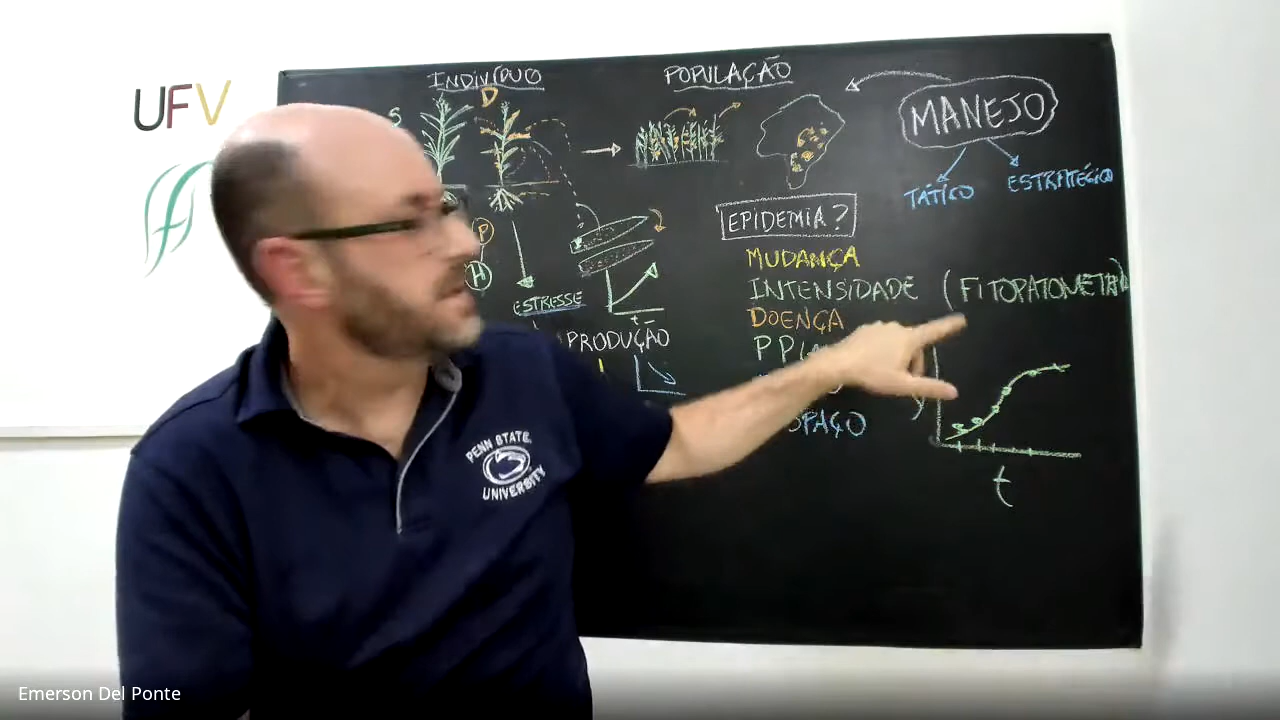 UFV
INDIVÍDUO
POPULAÇÃO
MANEJO
TÁTICO
ESTRATÉGICO
S
D
P
H
EPIDEMIA?
MUDANÇA
INTENSIDADE (FITOPATOMETRIA)
DOENÇA
ESPAÇO
ESTRESSE
t
PRODUÇÃO
y
t
PENN STATE
UNIVERSITY
Emerson Del Ponte